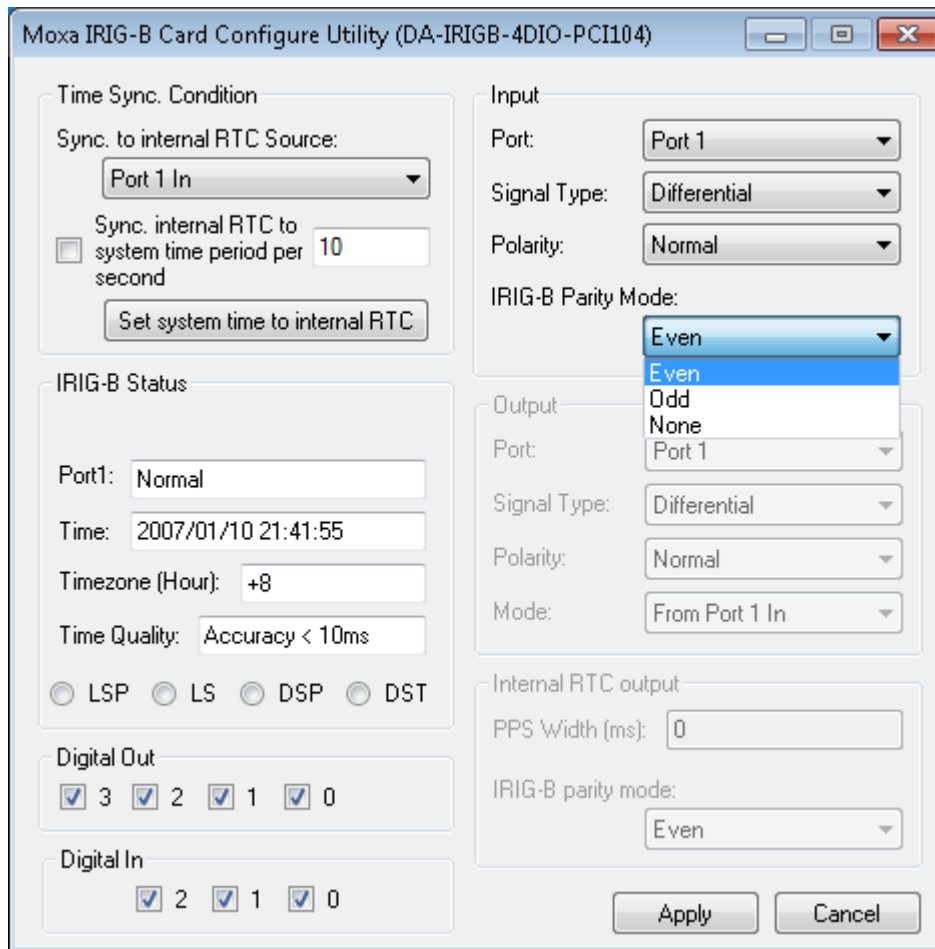 Moxa IRIG-B Card Configure Utility (DA-IRIGB-4DIO-PCI104)
Time Sync. Condition
Sync. to internal RTC Source:
Port 1 In
Sync. internal RTC to
system time period per
second
10
Set system time to internal RTC
IRIG-B Status
Port1:
Normal
Time:
2007/01/10 21:41:55
Timezone (Hour):
+8
Time Quality:
Accuracy < 10ms
LSP
LS
DSP
DST
Digital Out
3
2
1
0
Digital In
2
1
0
Input
Port:
Port 1
Signal Type:
Differential
Polarity:
Normal
IRIG-B Parity Mode:
Even
Even
Odd
None
Output
Port:
Port 1
Signal Type:
Differential
Polarity:
Normal
Mode:
From Port 1 In
Internal RTC output
PPS Width (ms):
0
IRIG-B parity mode:
Even
Apply
Cancel